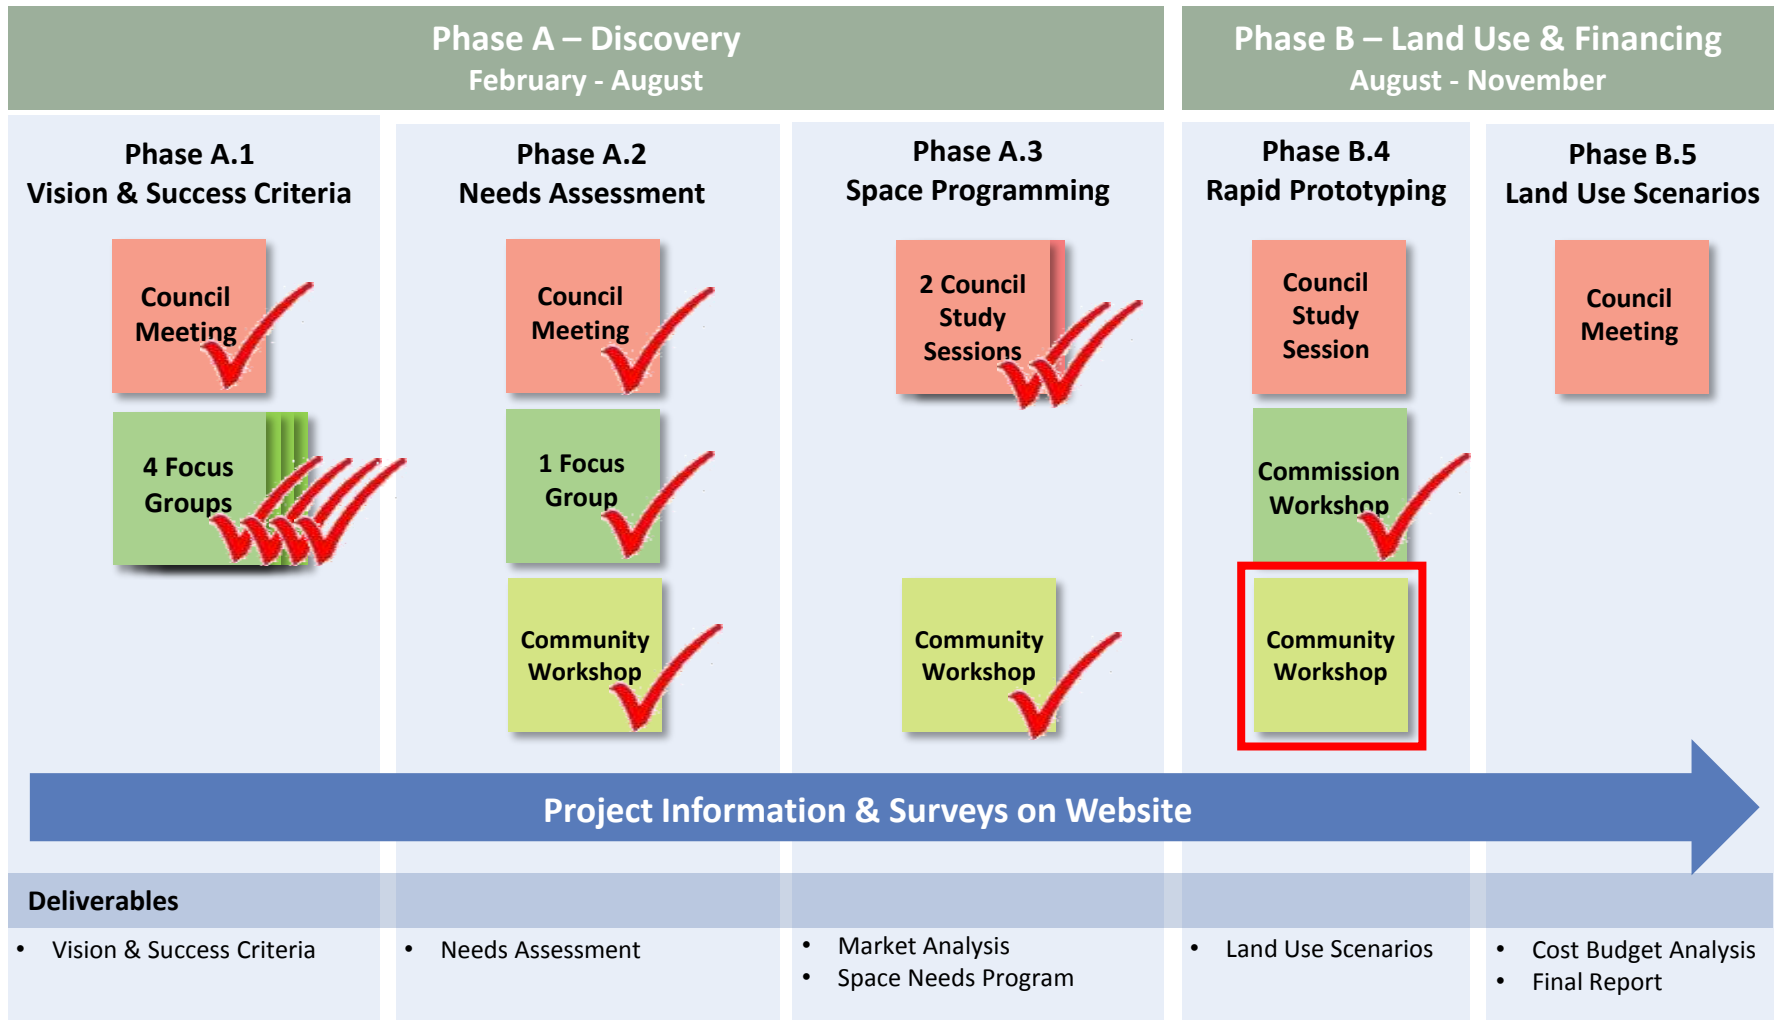 Phase A – Discovery
February - August
Phase B – Land Use & Financing
August - November
Phase A.1
Vision & Success Criteria
Council
Meeting
4 Focus
Groups
Phase A.2
Needs Assessment
Council
Meeting
1 Focus
Group
Community
Workshop
Phase A.3
Space Programming
2 Council
Study
Sessions
Community
Workshop
Phase B.4
Rapid Prototyping
Council
Study
Session
Commission
Workshop
Community
Workshop
Phase B.5
Land Use Scenarios
Council
Meeting
Project Information & Surveys on Website
Deliverables
• Vision & Success Criteria
• Needs Assessment
• Market Analysis
• Space Needs Program
• Land Use Scenarios
• Cost Budget Analysis
• Final Report